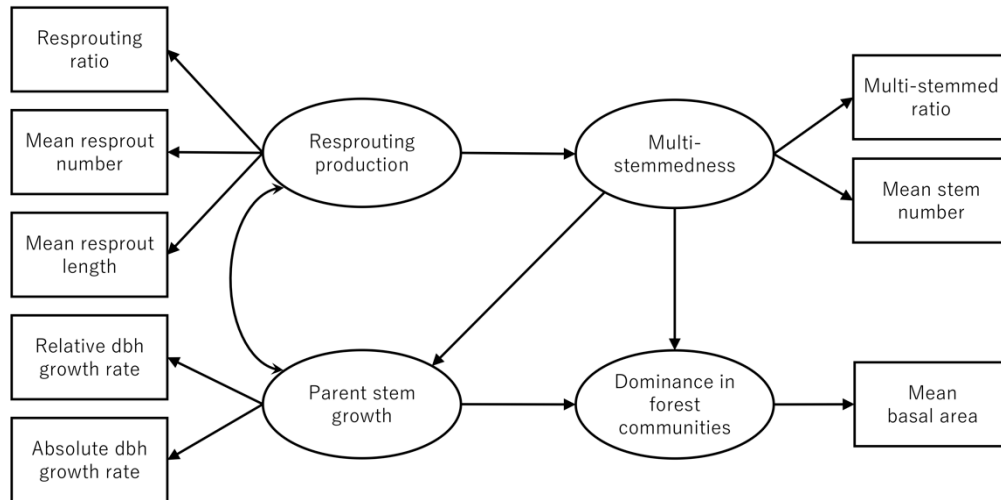 Resprouting
ratio
Mean resprout
number
Mean resprout
length
Relative dbh
growth rate
Absolute dbh
growth rate
Resprouting
production
Parent stem
growth
Multi-
stemmedness
Dominance in
forest
communities
Multi-stemmed
ratio
Mean stem
number
Mean
basal area